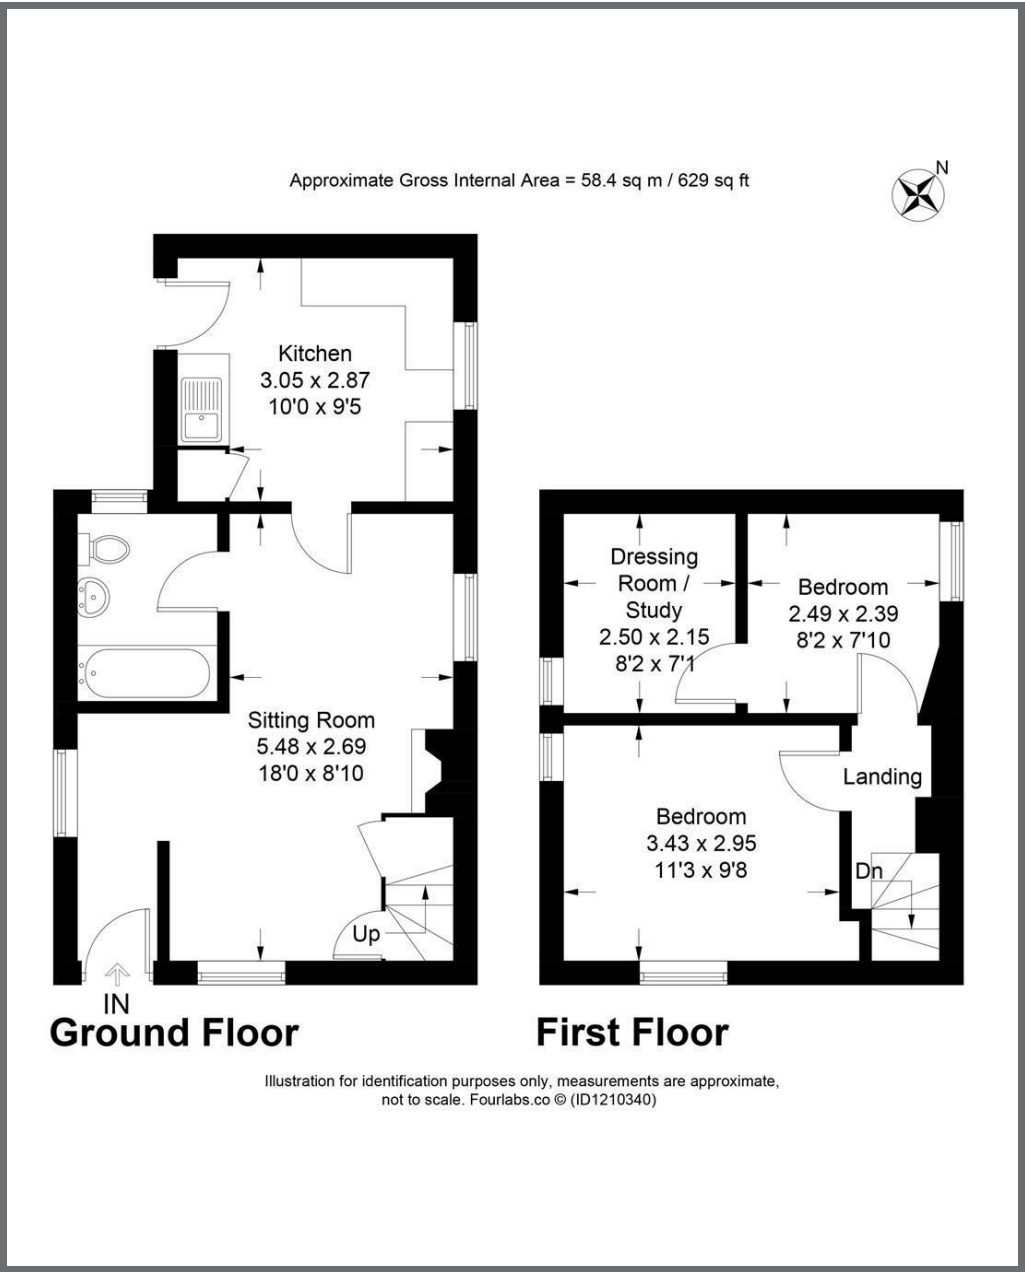 Approximate Gross Internal Area = 58.4 sq m / 629 sq ft
N
Kitchen
3.05 x 2.87
10'0 x 9'5
Sitting Room
5.48 x 2.69
18'0 x 8'10
Up
IN
Ground Floor
Dressing
Room /
Study
2.50 x 2.15
8'2 x 7'1
Bedroom
2.49 x 2.39
8'2 x 7'10
Landing
Bedroom
3.43 x 2.95
11'3 x 9'8
Dn
First Floor
Illustration for identification purposes only, measurements are approximate,
not to scale. Fourlabs.co © (ID1210340)